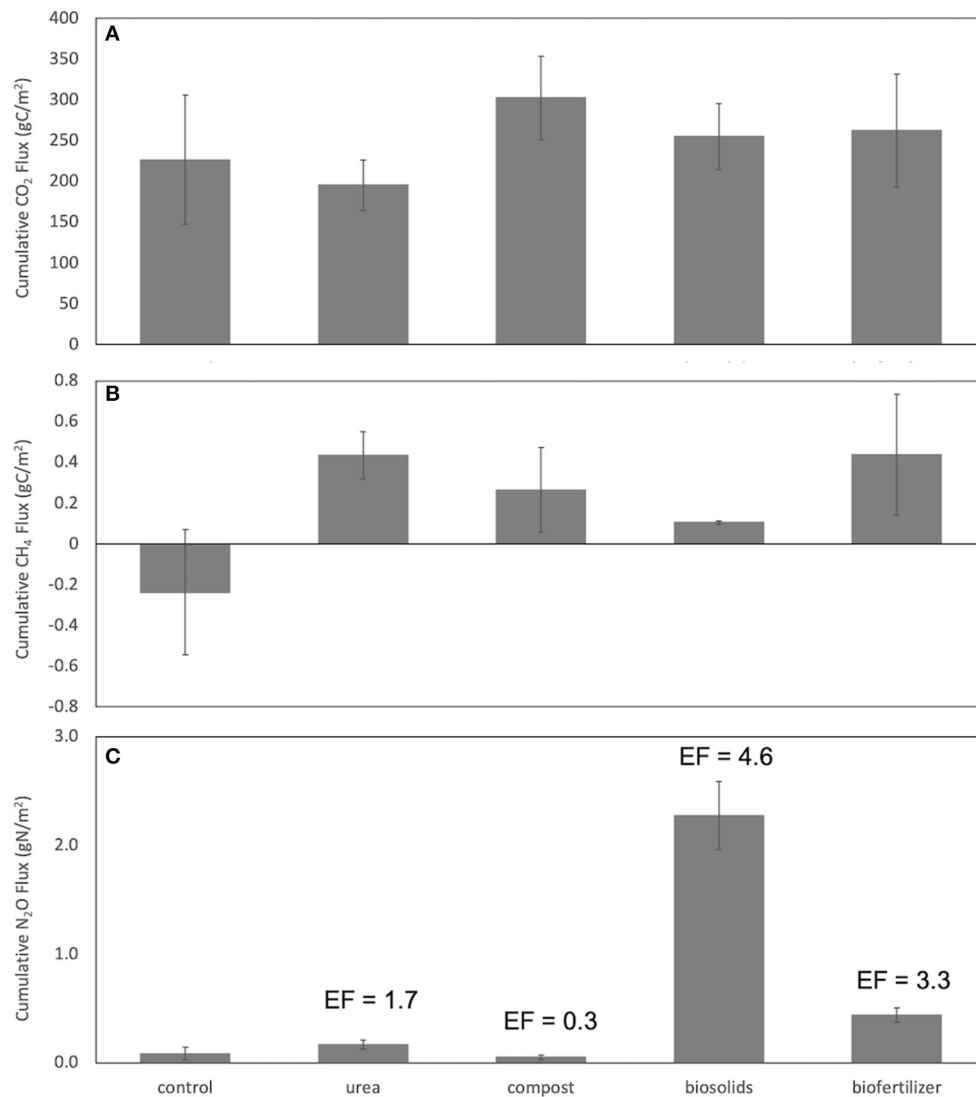 A
Cumulative CO₂ Flux (gC/m²)
400
350
300
250
200
150
100
50
0
B
Cumulative CH₄ Flux (gC/m²)
0.8
0.6
0.4
0.2
0
-0.2
-0.4
-0.6
-0.8
C
Cumulative N₂O Flux (gN/m²)
3.0
2.0
1.0
0.0
EF = 1.7
EF = 0.3
EF = 4.6
EF = 3.3
control urea compost biosolids biofertilizer